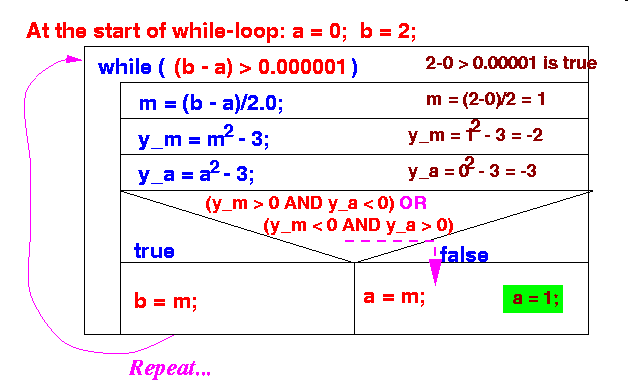 At the start of while-loop: a = 0; b = 2;
while ( (b - a) > 0.000001 ) 2-0 > 0.00001 is true
m = (b - a)/2.0; m = (2-0)/2 = 1
y_m = m² - 3; y_m = 1² - 3 = -2
y_a = a² - 3; y_a = 0² - 3 = -3
(y_m > 0 AND y_a < 0) OR
(y_m < 0 AND y_a > 0)
true false
b = m; a = m; a = 1;
Repeat...